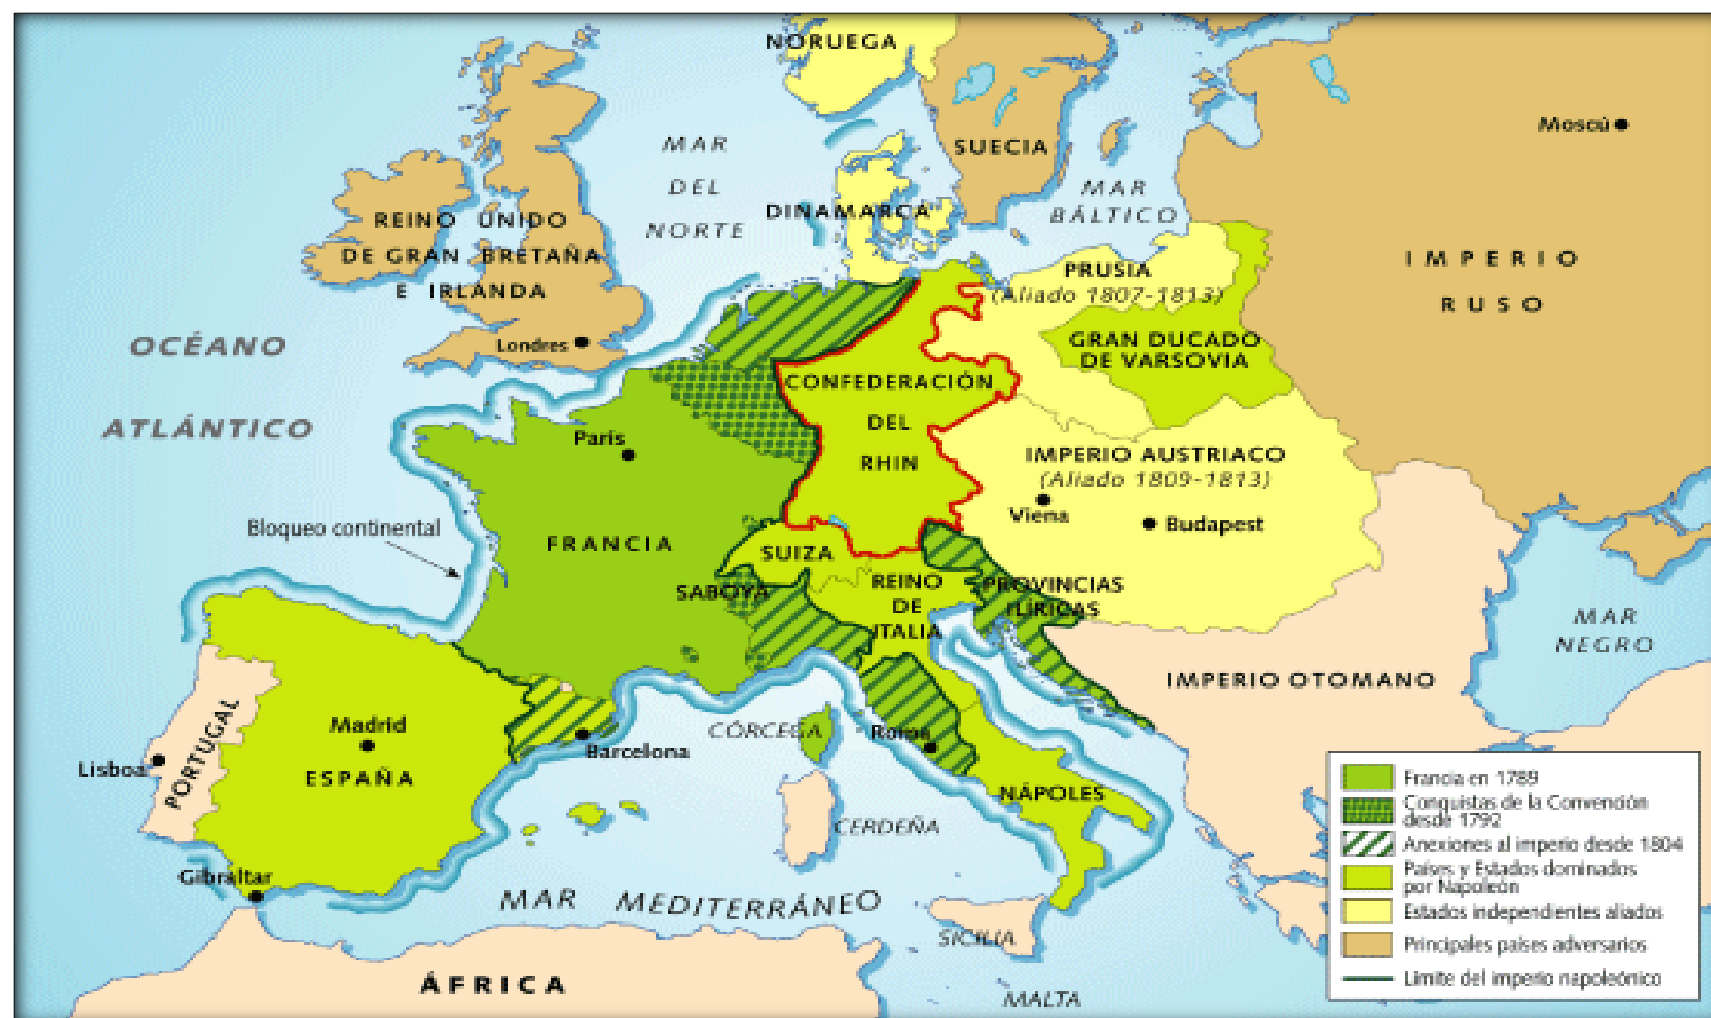 NORUEGA
MAR
DEL
NORTE
SUECIA
MAR
BÁLTICO
Moscú
REINO UNIDO
DE GRAN BRETAÑA
E IRLANDA
Londres
DINAMARCA
PRUSIA
(Aliado 1807-1813)
GRAN DUCADO
DE VARSOVIA
IMPERIO
RUSO
OCÉANO
ATLÁNTICO
CONFEDERACIÓN
DEL
RHIN
París
IMPERIO AUSTRIACO
(Aliado 1809-1813)
Viena
Budapest
Bloqueo continental
FRANCIA
SUIZA
SABOYA
REINO
DE
ITALIA
PROVINCIAS
ILÍRICAS
MAR
NEGRO
IMPERIO OTOMANO
PORTUGAL
Lisboa
Madrid
ESPAÑA
Barcelona
CÓRCEGA
Roma
NÁPOLES
CERDEÑA
Gibraltar
MAR MEDITERRÁNEO
SICILIA
ÁFRICA
MALTA
Francia en 1789
Conquistas de la Convención
desde 1792
Anexiones al imperio desde 1804
Países y Estados dominados
por Napoleón
Estados independientes aliados
Principales países adversarios
Límite del imperio napoleónico